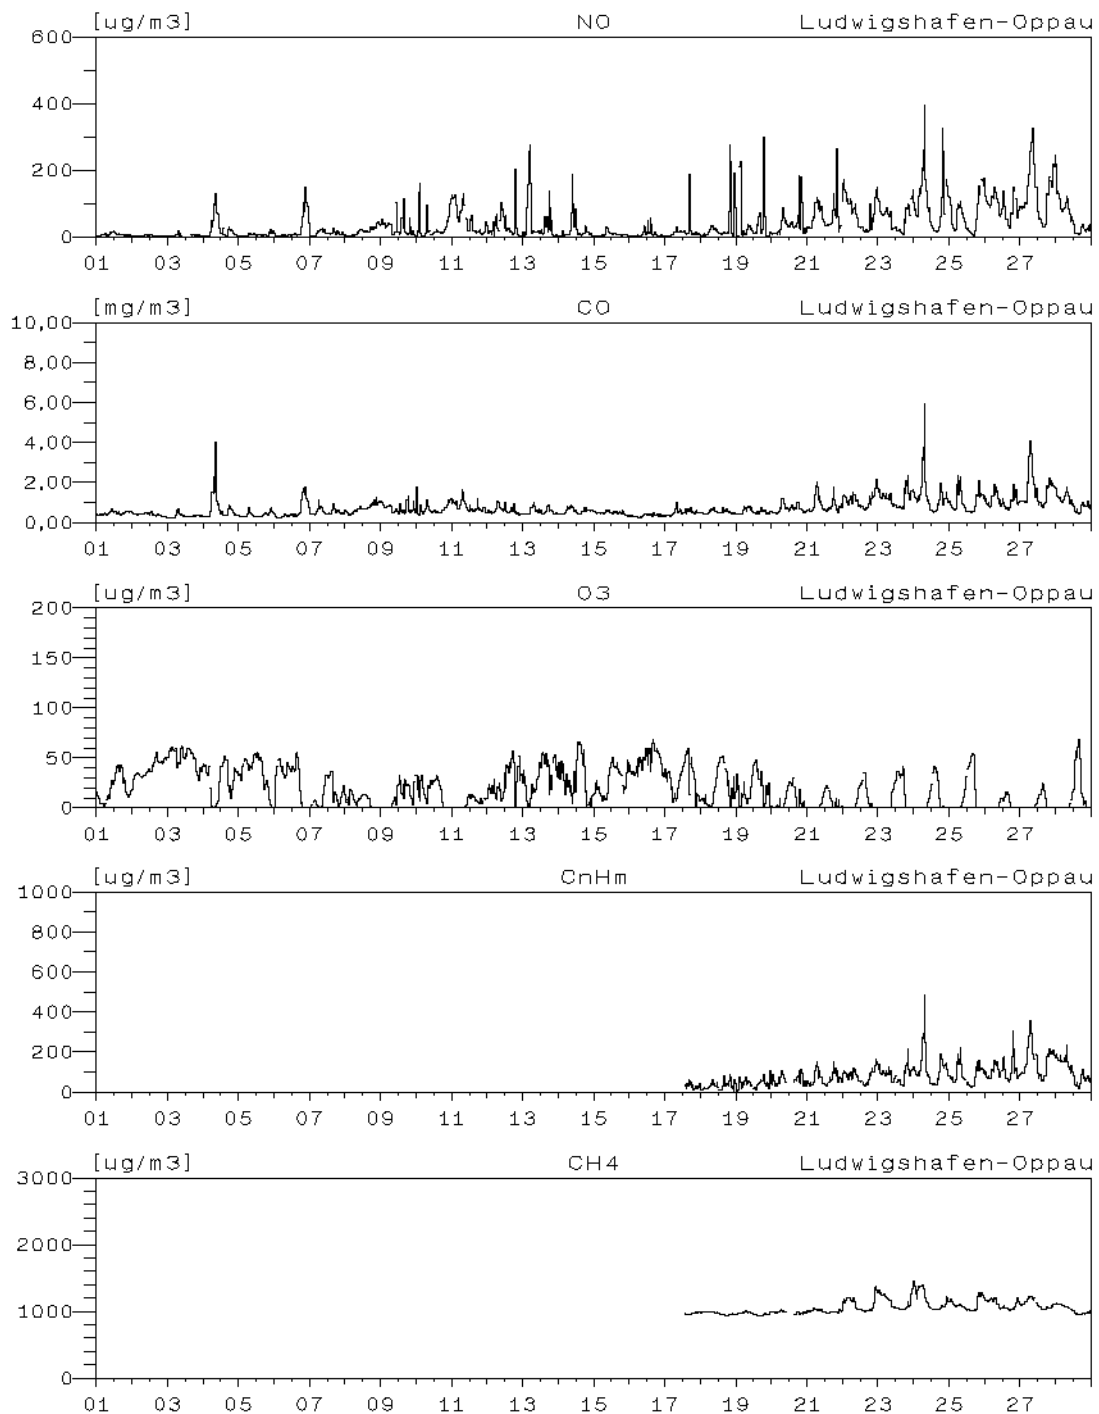 [ug/m3] NO Ludwigshafen-Oppau
600
400
200
0
01 03 05 07 09 11 13 15 17 19 21 23 25 27
[mg/m3] CO Ludwigshafen-Oppau
10,00
8,00
6,00
4,00
2,00
0,00
01 03 05 07 09 11 13 15 17 19 21 23 25 27
[ug/m3] O3 Ludwigshafen-Oppau
200
150
100
50
0
01 03 05 07 09 11 13 15 17 19 21 23 25 27
[ug/m3] CnHm Ludwigshafen-Oppau
1000
800
600
400
200
0
01 03 05 07 09 11 13 15 17 19 21 23 25 27
[ug/m3] CH4 Ludwigshafen-Oppau
3000
2000
1000
0
01 03 05 07 09 11 13 15 17 19 21 23 25 27